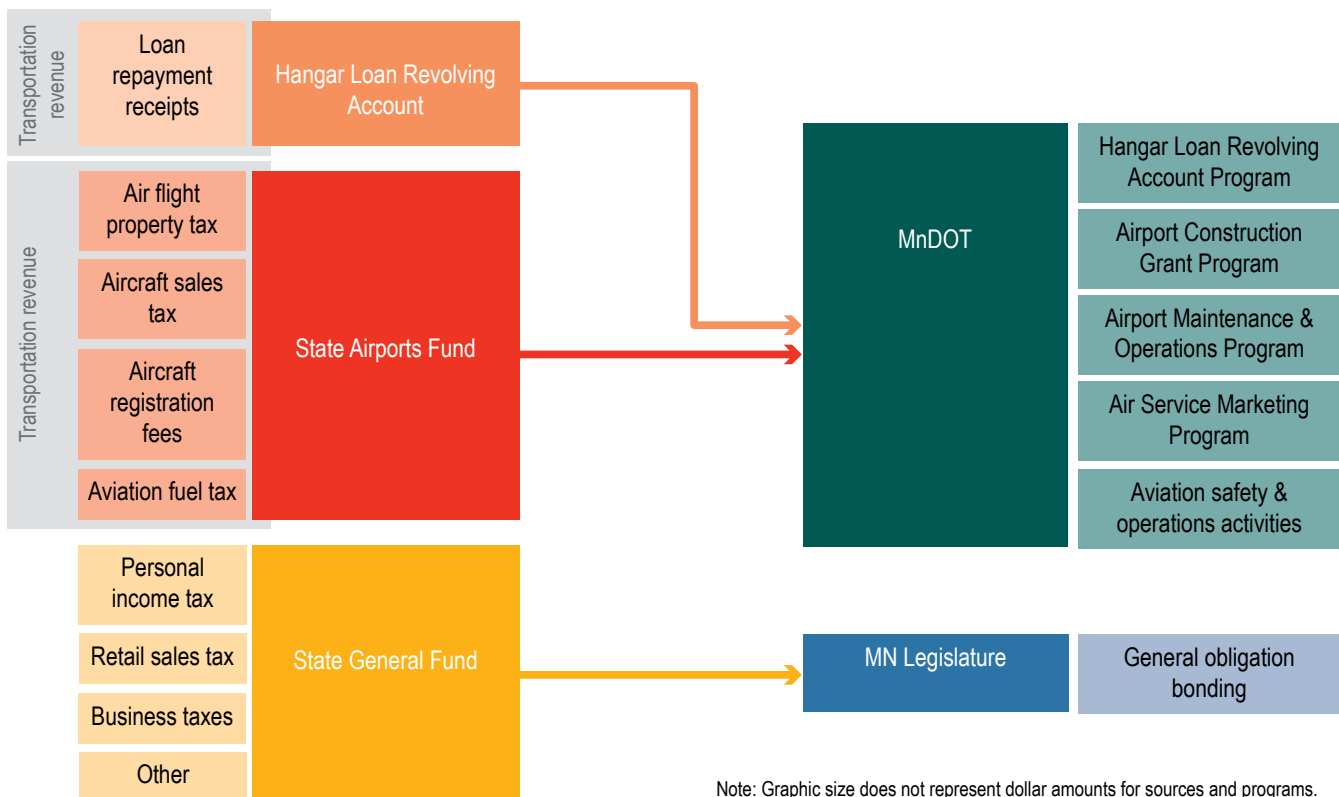 Transportation
revenue
Loan
repayment
receipts
Hangar Loan Revolving
Account
Transportation revenue
Air flight
property tax
Aircraft sales
tax
Aircraft
registration
fees
Aviation fuel tax
State Airports Fund
Personal
income tax
Retail sales tax
Business taxes
Other
State General Fund
MnDOT
Hangar Loan Revolving
Account Program
Airport Construction
Grant Program
Airport Maintenance &
Operations Program
Air Service Marketing
Program
Aviation safety &
operations activities
MN Legislature
General obligation
bonding
Note: Graphic size does not represent dollar amounts for sources and programs.